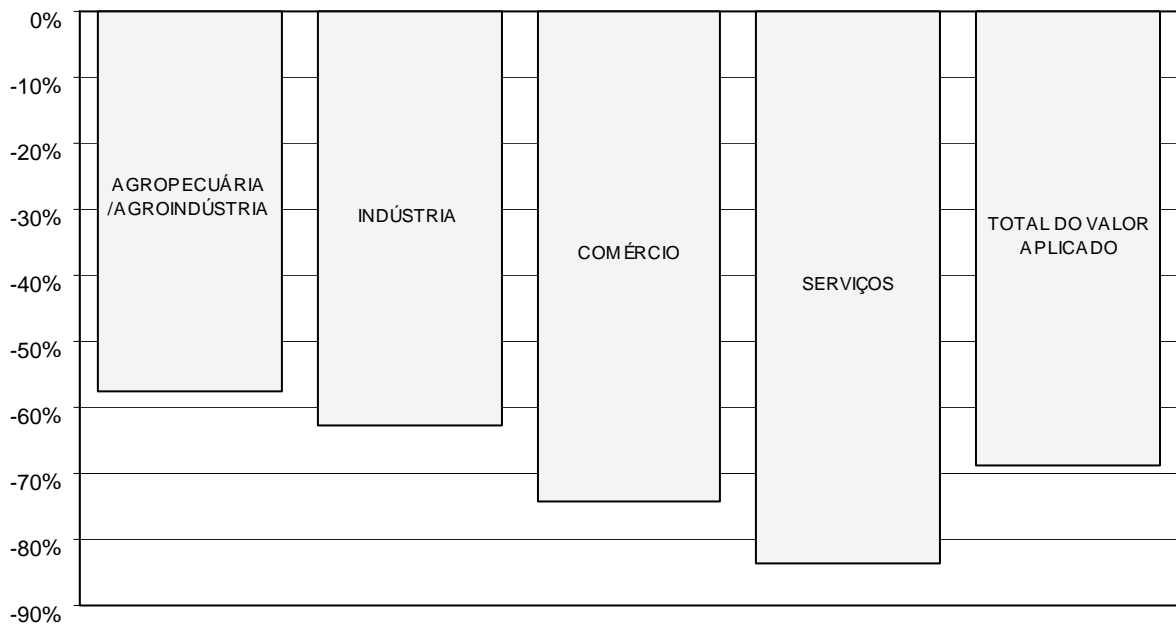 0%
-10%
-20%
-30%
-40%
-50%
-60%
-70%
-80%
-90%
AGROPECUÁRIA
/AGROINDÚSTRIA
INDÚSTRIA
COMÉRCIO
SERVIÇOS
TOTAL DO VALOR
APLICADO